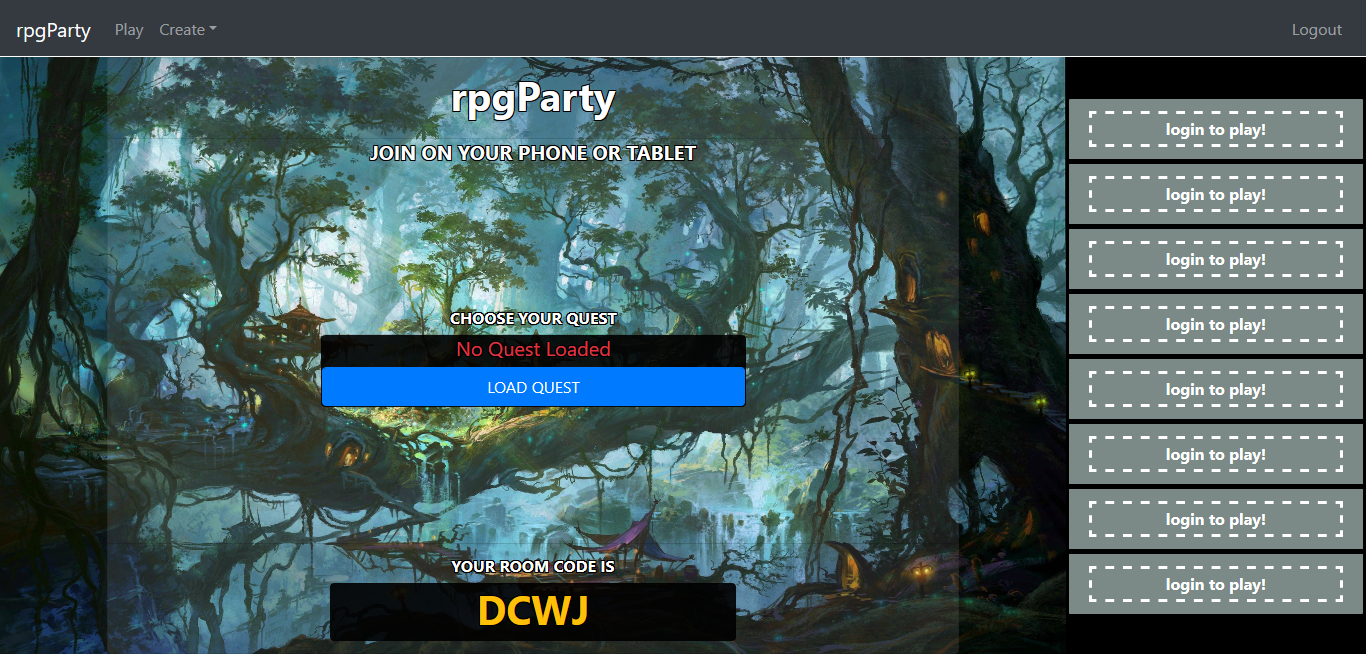 rpgParty Play Create Logout
rpgParty
JOIN ON YOUR PHONE OR TABLET
CHOOSE YOUR QUEST
No Quest Loaded
LOAD QUEST
YOUR ROOM CODE IS
DCWJ
login to play!
login to play!
login to play!
login to play!
login to play!
login to play!
login to play!
login to play!